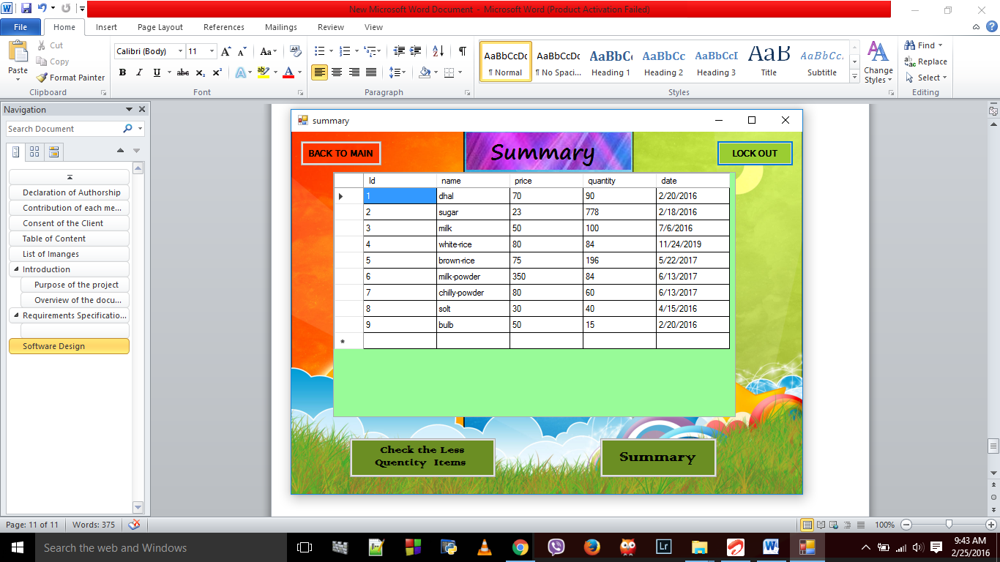 New Microsoft Word Document - Microsoft Word (Product Activation Failed)
File Home Insert Page Layout References Mailings Review View
Paste
Cut
Copy
Format Painter
Clipboard
Calibri (Body) 11
Font
Paragraph
AaBbCcDc AaBbCcDc AaBbCc AaBbCc AaBbCcI AaB AaBbCcI
¶ Normal ¶ No Spaci... Heading 1 Heading 2 Heading 3 Title Subtitle
Styles
Change
Styles
Find
Replace
Select
Editing
Navigation
Search Document
Declaration of Authorship
Contribution of each me...
Consent of the Client
Table of Content
List of Imanges
Introduction
Purpose of the project
Overview of the docu...
Requirements Specificatio...
Software Design
summary
BACK TO MAIN
Summary
LOCK OUT
Id name price quantity date
1 dhal 70 90 2/20/2016
2 sugar 23 778 2/18/2016
3 milk 50 100 7/6/2016
4 white-rice 80 84 11/24/2019
5 brown-rice 75 196 5/22/2017
6 milk-powder 350 84 6/13/2017
7 chilly-powder 80 60 6/13/2017
8 solt 30 40 4/15/2016
9 bulb 50 15 2/20/2016
*
Check the Less
Quentity Items
Summary
Page: 11 of 11 Words: 375
100%
Search the web and Windows
Lr
9:43 AM
2/25/2016